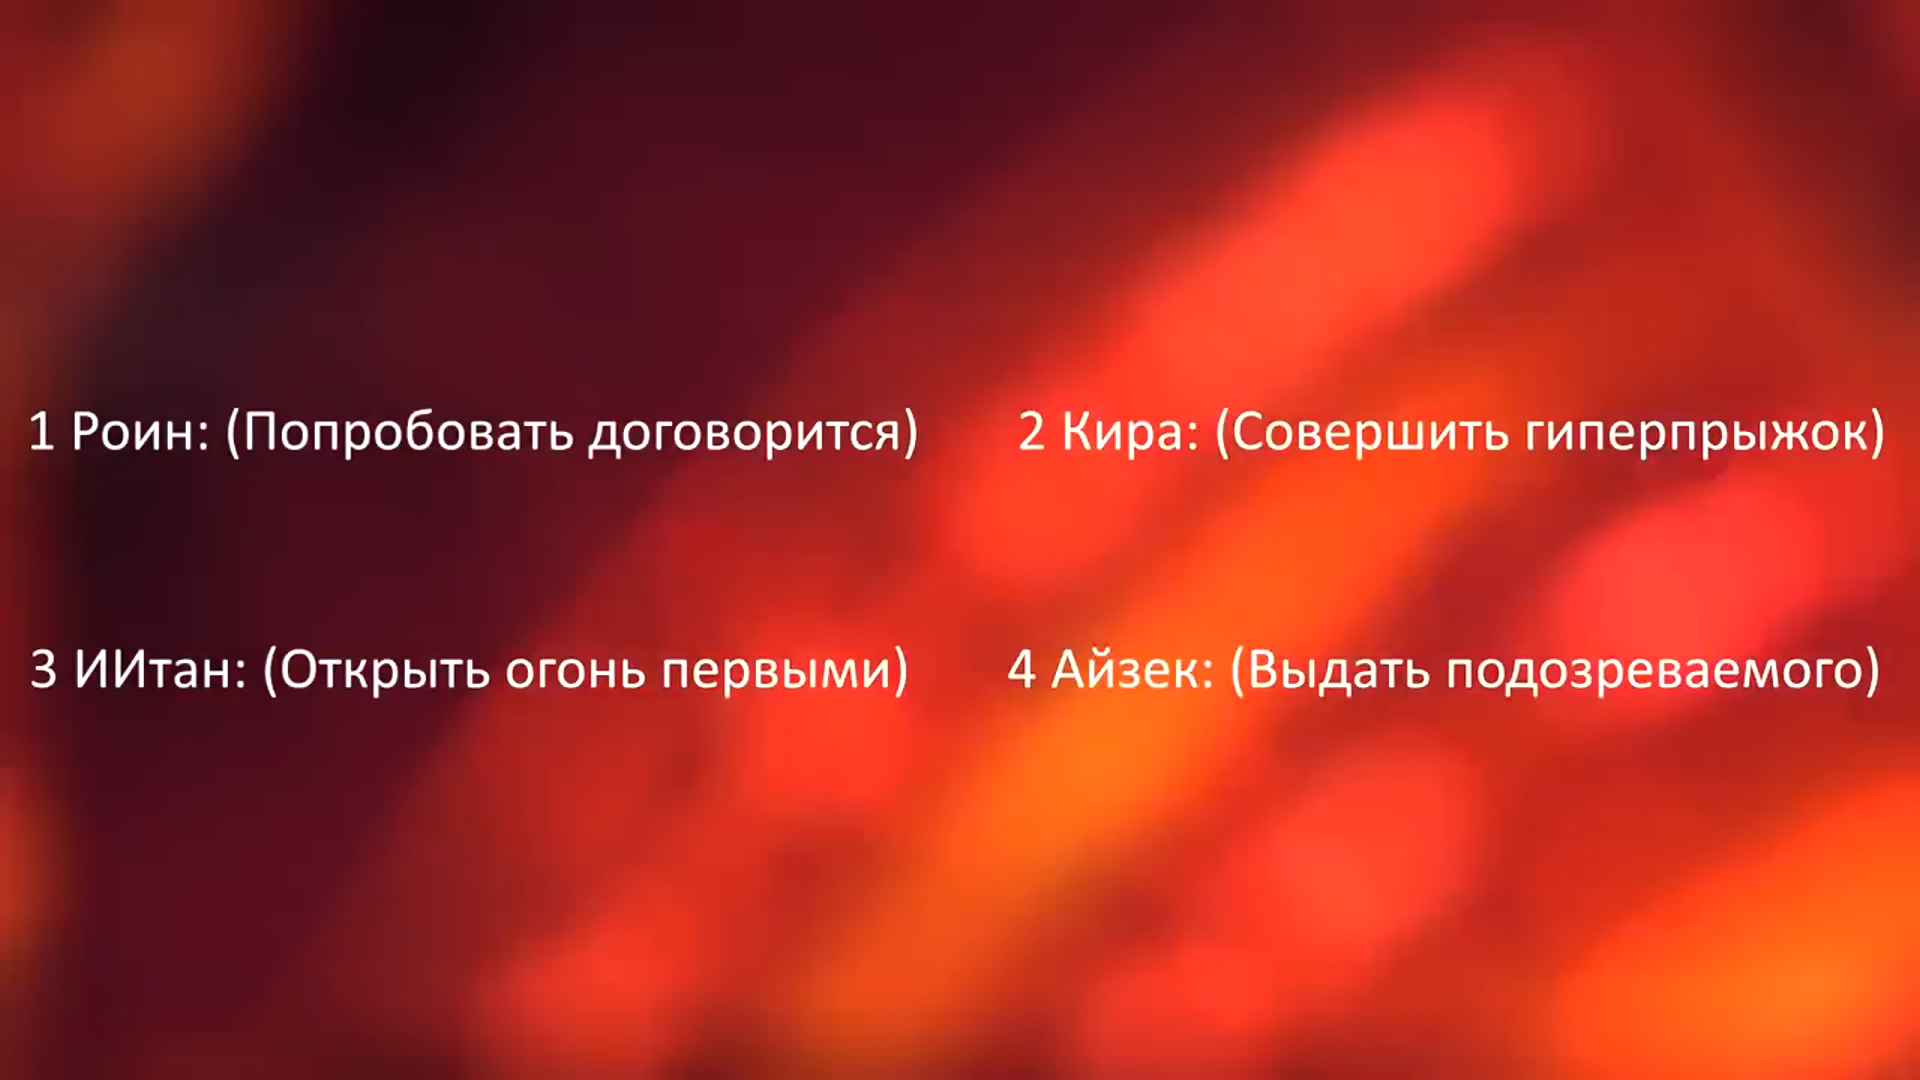 1 Роин: (Попробовать договорится)
2 Кира: (Совершить гиперпрыжок)
3 ИИтан: (Открыть огонь первыми)
4 Айзек: (Выдать подозреваемого)